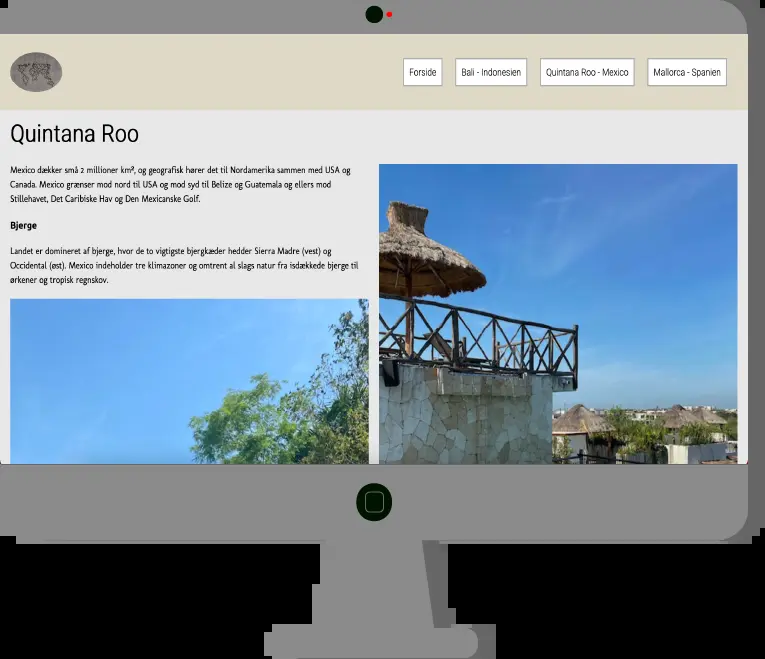 Forside
Bali - Indonesien
Quintana Roo - Mexico
Mallorca - Spanien
Quintana Roo
Mexico dækker små 2 millioner km², og geografisk hører det til Nordamerika sammen med USA og
Canada. Mexico grænser mod nord til USA og mod syd til Belize og Guatemala og ellers mod
Stillehavet, Det Caribiske Hav og Den Mexicanske Golf.
Bjerge
Landet er domineret af bjerge, hvor de to vigtigste bjergkæder hedder Sierra Madre (vest) og
Occidental (øst). Mexico indeholder tre klimazoner og omtrent al slags natur fra isdækkede bjerge til
ørkener og tropisk regnskov.